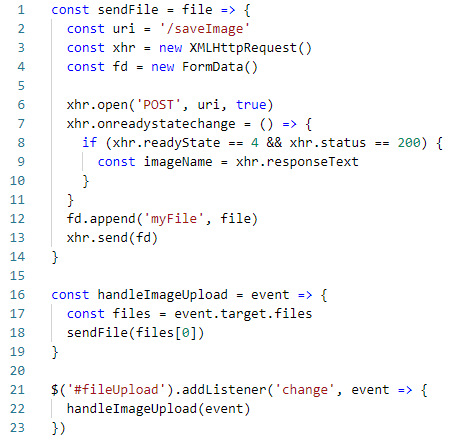 1 const sendFile = file => {
2   const uri = '/saveImage'
3   const xhr = new XMLHttpRequest()
4   const fd = new FormData()
5
6   xhr.open('POST', uri, true)
7   xhr.onreadystatechange = () => {
8     if (xhr.readyState == 4 && xhr.status == 200) {
9       const imageName = xhr.responseText
10     }
11   }
12   fd.append('myFile', file)
13   xhr.send(fd)
14 }
15
16 const handleImageUpload = event => {
17   const files = event.target.files
18   sendFile(files[0])
19 }
20
21 $('#fileUpload').addListener('change', event => {
22   handleImageUpload(event)
23 })